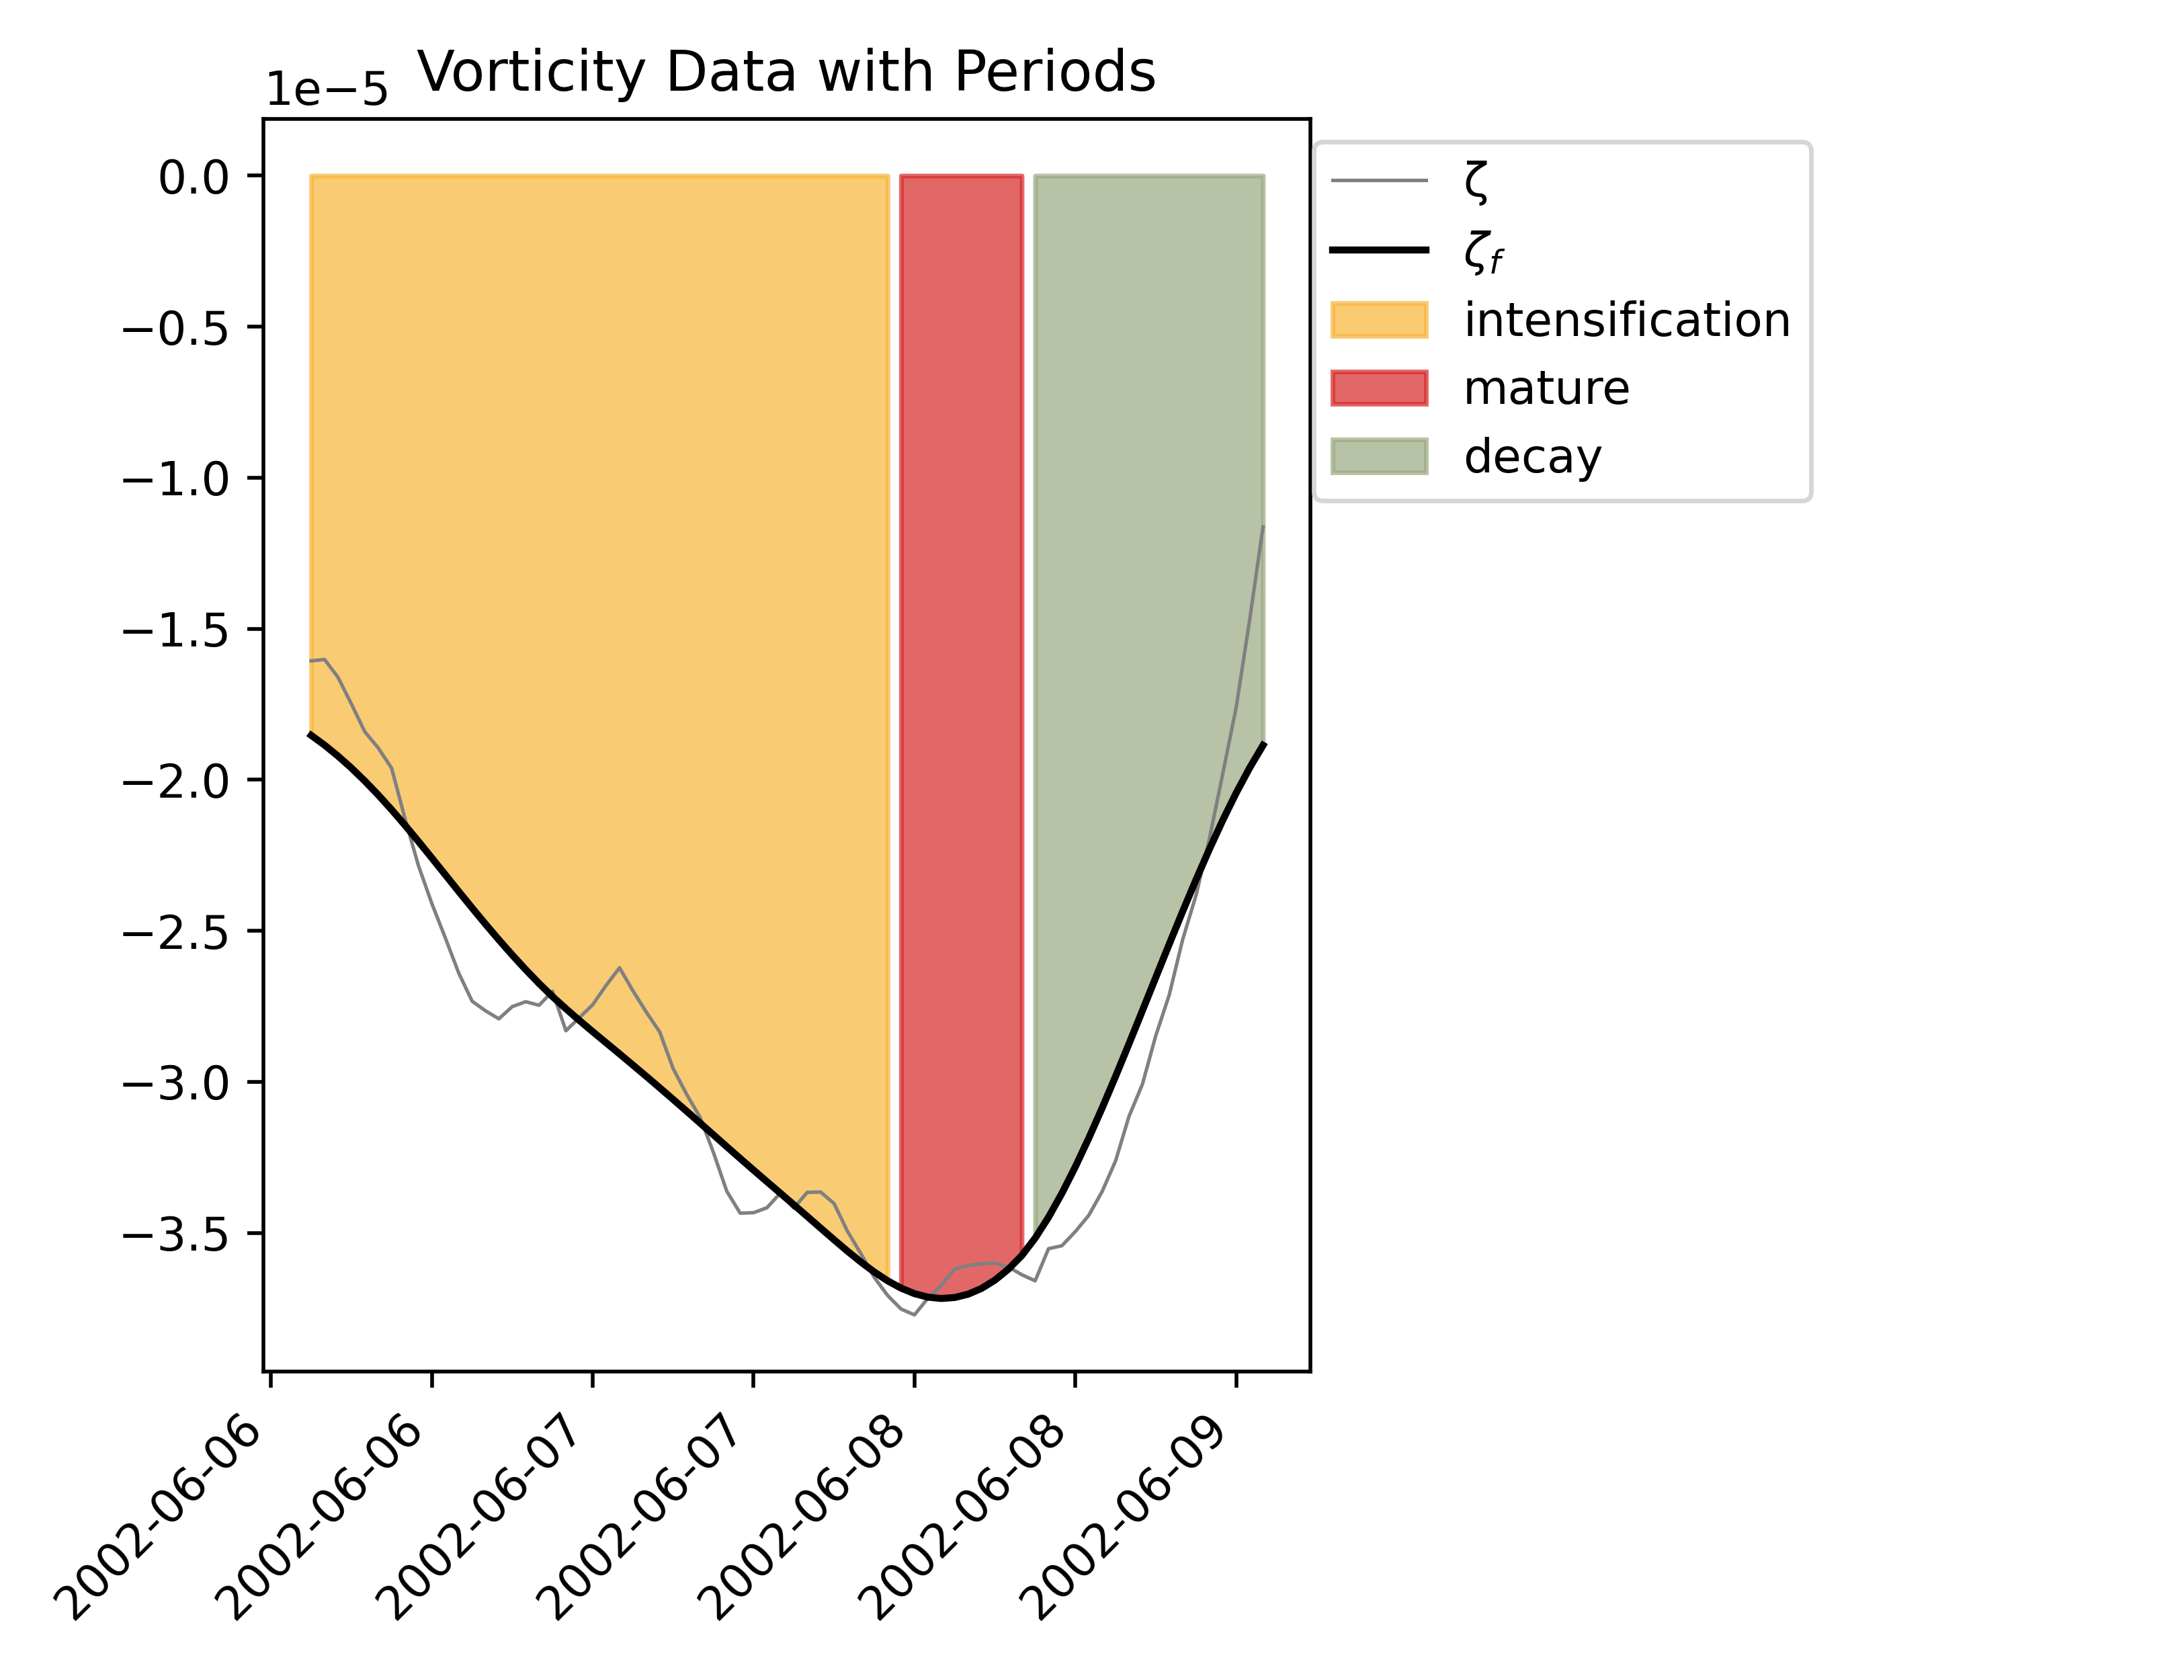 Vorticity Data with Periods
1e−5
0.0
−0.5
−1.0
−1.5
−2.0
−2.5
−3.0
−3.5
2002-06-06
2002-06-06
2002-06-07
2002-06-07
2002-06-08
2002-06-08
2002-06-09
ζ
ζf
intensification
mature
decay